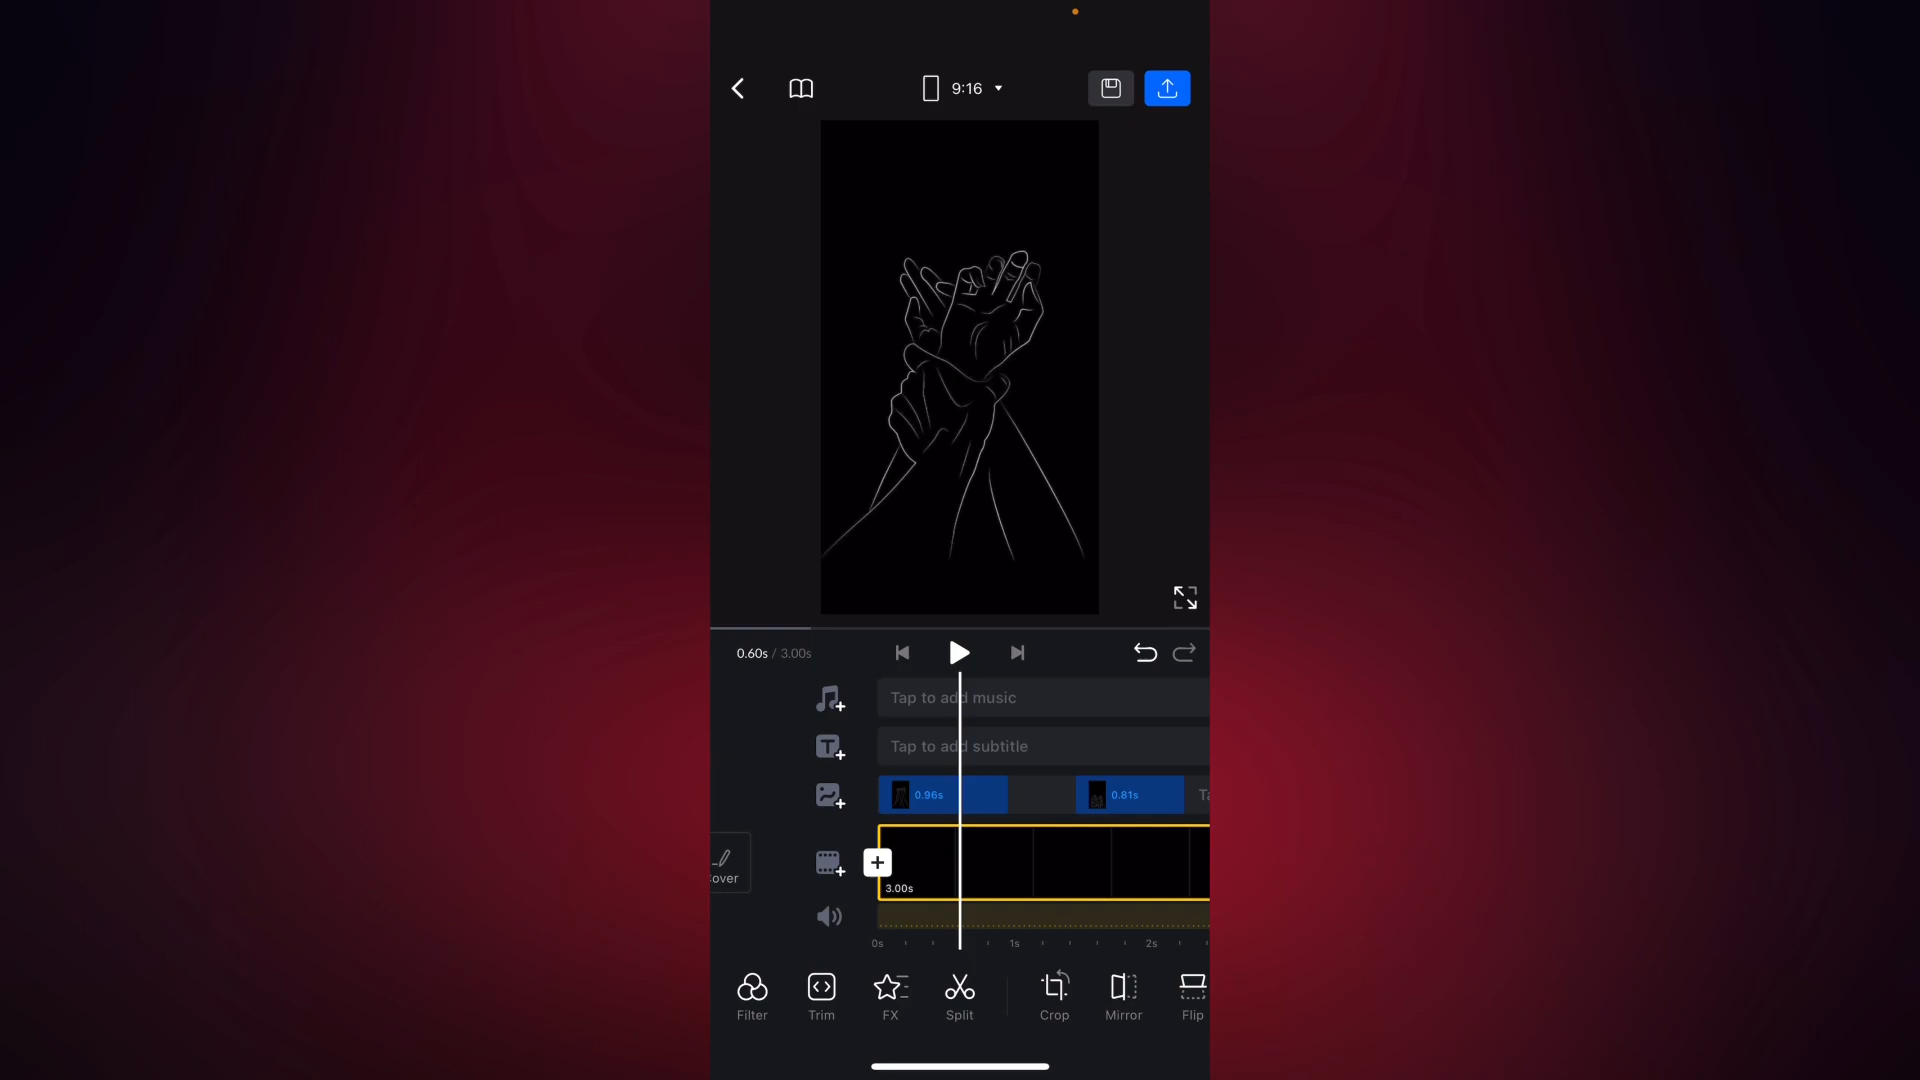 9:16
0.60s / 3.00s
Tap to add music
Tap to add subtitle
0.96s
0.81s
3.00s
0s
1s
2s
Filter
Trim
FX
Split
Crop
Mirror
Flip